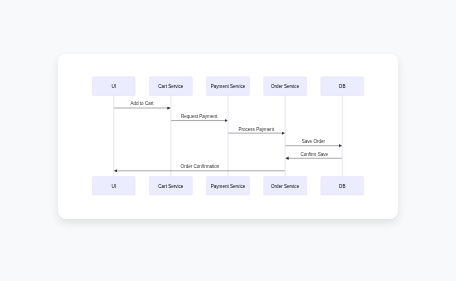 UI
Cart Service
Payment Service
Order Service
DB
Add to Cart
Request Payment
Process Payment
Save Order
Confirm Save
Order Confirmation
UI
Cart Service
Payment Service
Order Service
DB